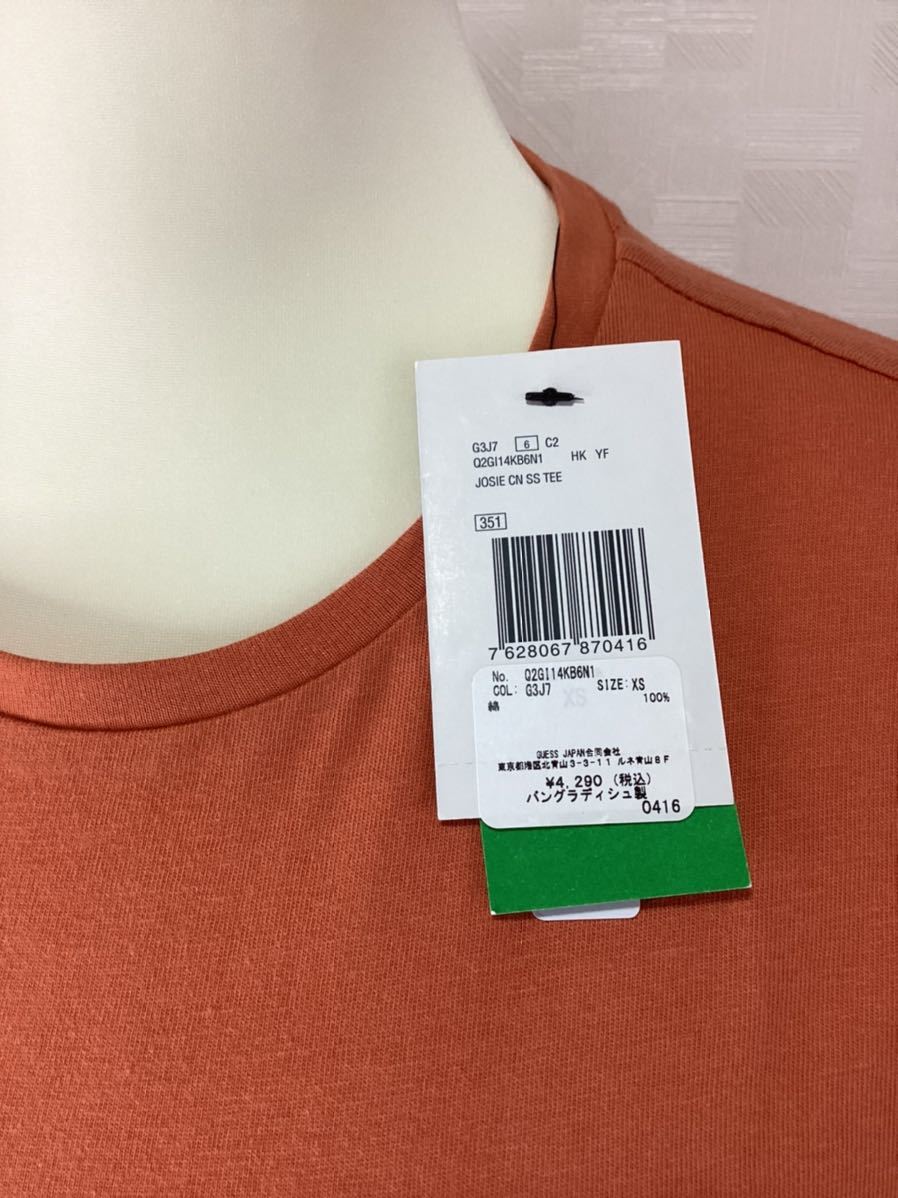 G3J7 6 C2
Q2GI14KB6N1 HK YF
JOSIE CN SS TEE
351
7 628067 870416
No. Q2GI14KB6N1
COL: G3J7 SIZE:XS
XS
綿 100%
GUESS JAPAN合同会社
東京都港区北青山3-3-11 ルネ青山8F
¥4,290 (税込)
バングラディシュ製
0416